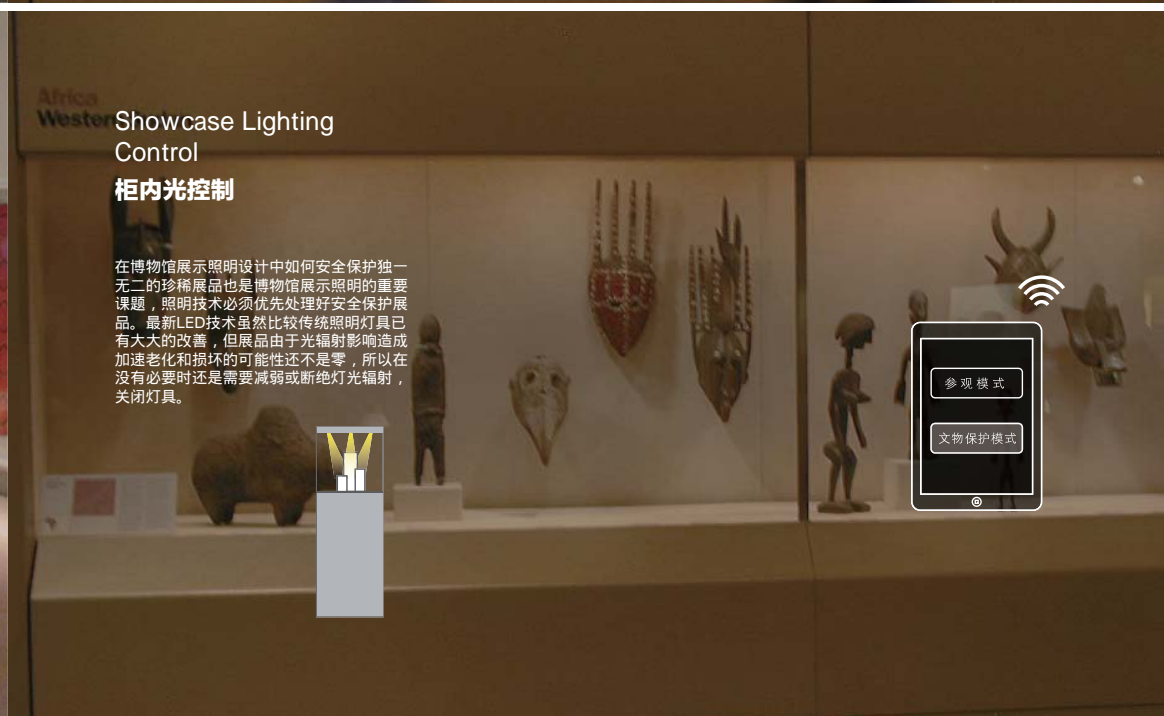 Africa
Wester
Showcase Lighting
Control
柜内光控制
在博物馆展示照明设计中如何安全保护独一
无二的珍稀展品也是博物馆展示照明的重要
课题，照明技术必须优先处理好安全保护展
品。最新LED技术虽然比较传统照明灯具已
有大大的改善，但展品由于光辐射影响造成
加速老化和损坏的可能性还不是零，所以在
没有必要时还是需要减弱或断绝灯光辐射，
关闭灯具。
参观模式
文物保护模式